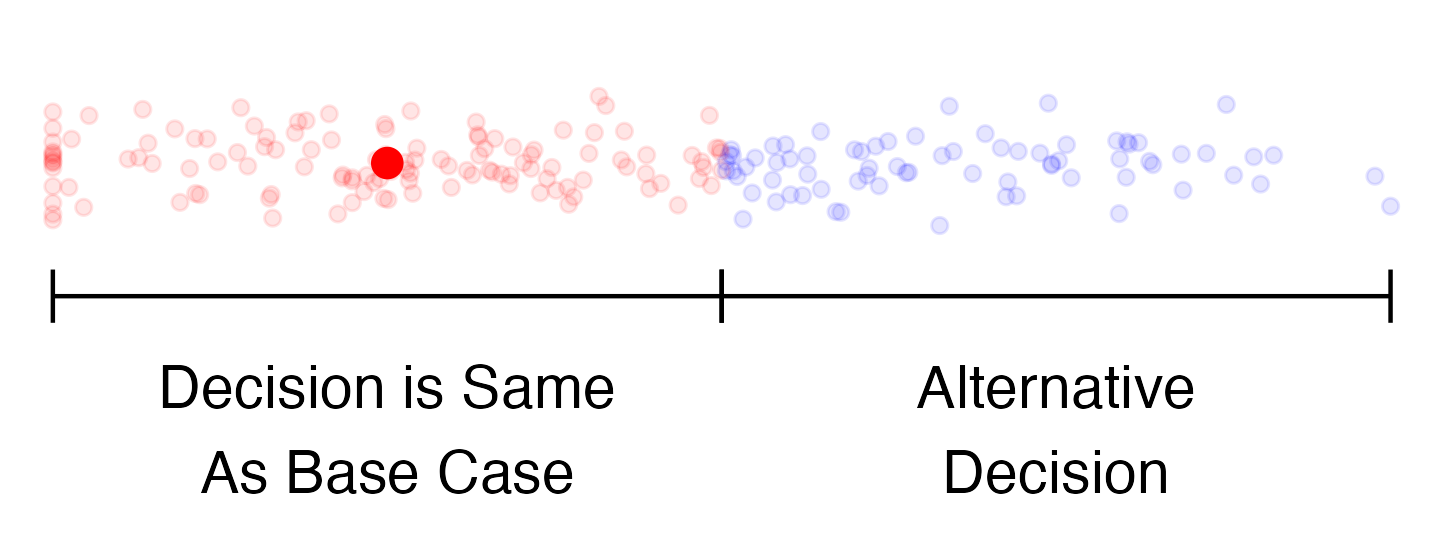 Decision is Same
As Base Case
Alternative
Decision